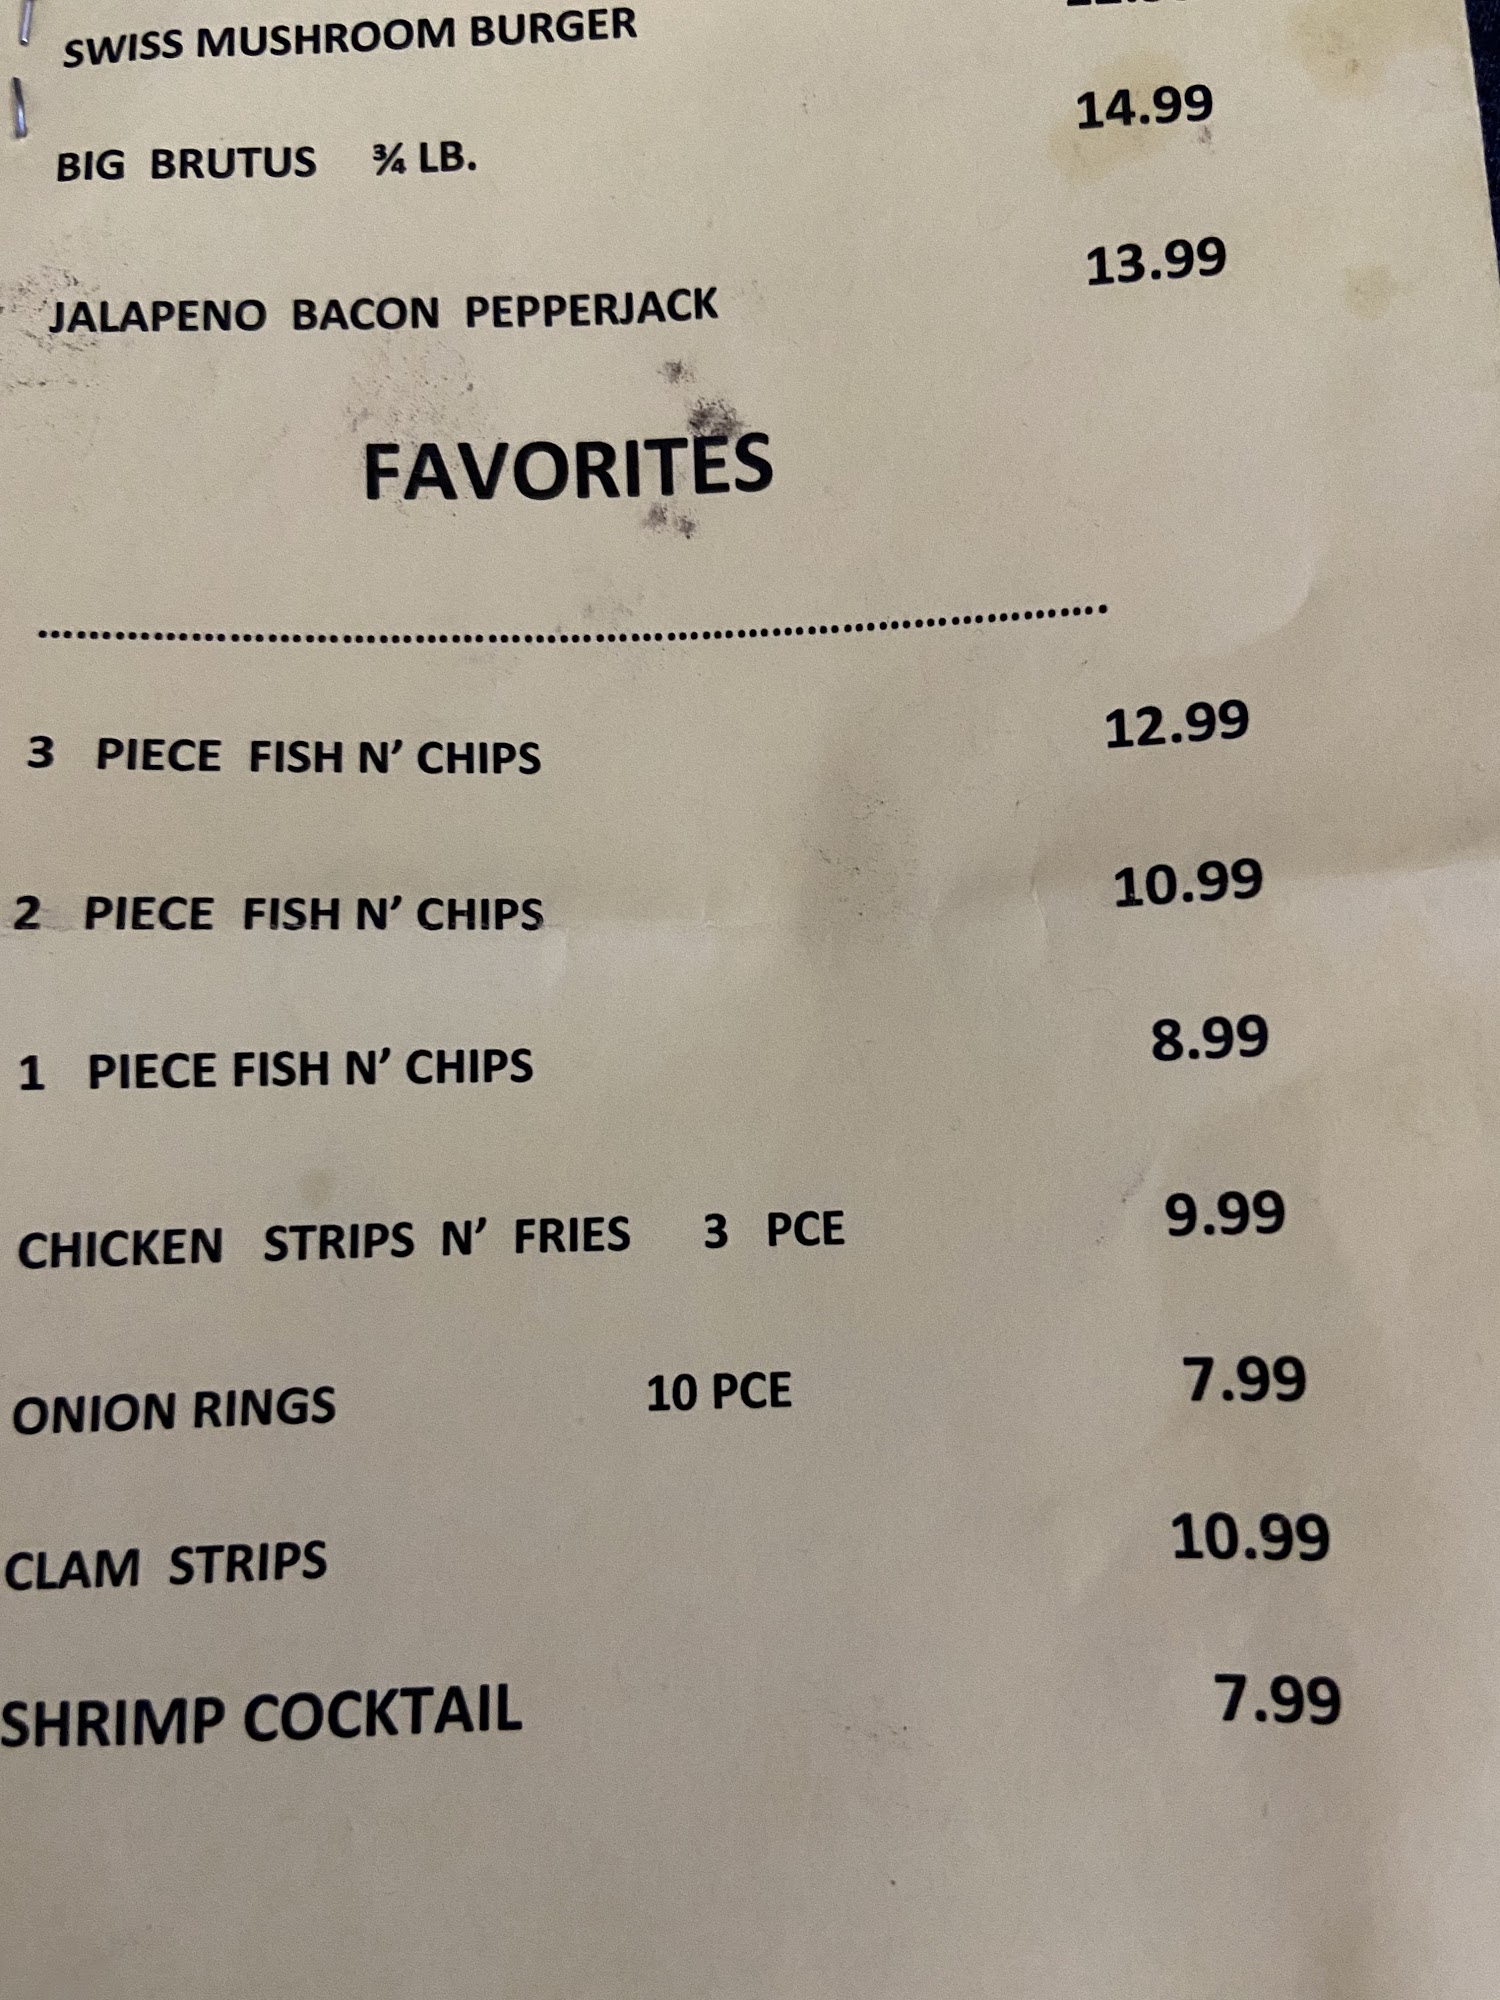 SWISS MUSHROOM BURGER
BIG BRUTUS ¾ LB. 14.99
JALAPENO BACON PEPPERJACK 13.99
FAVORITES
....................................................................................
3 PIECE FISH N’ CHIPS 12.99
2 PIECE FISH N’ CHIPS 10.99
1 PIECE FISH N’ CHIPS 8.99
CHICKEN STRIPS N’ FRIES 3 PCE 9.99
ONION RINGS 10 PCE 7.99
CLAM STRIPS 10.99
SHRIMP COCKTAIL 7.99